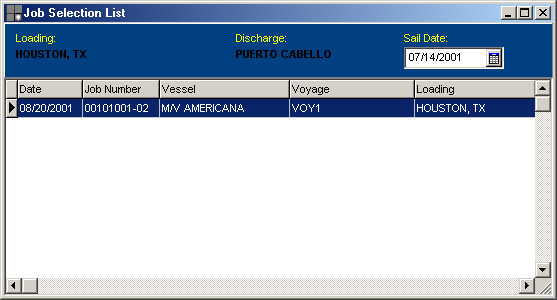 Job Selection List
Loading: Discharge: Sail Date:
HOUSTON, TX PUERTO CABELLO 07/14/2001
Date Job Number Vessel Voyage Loading
08/20/2001 00101001-02 M/V AMERICANA VOY1 HOUSTON, TX